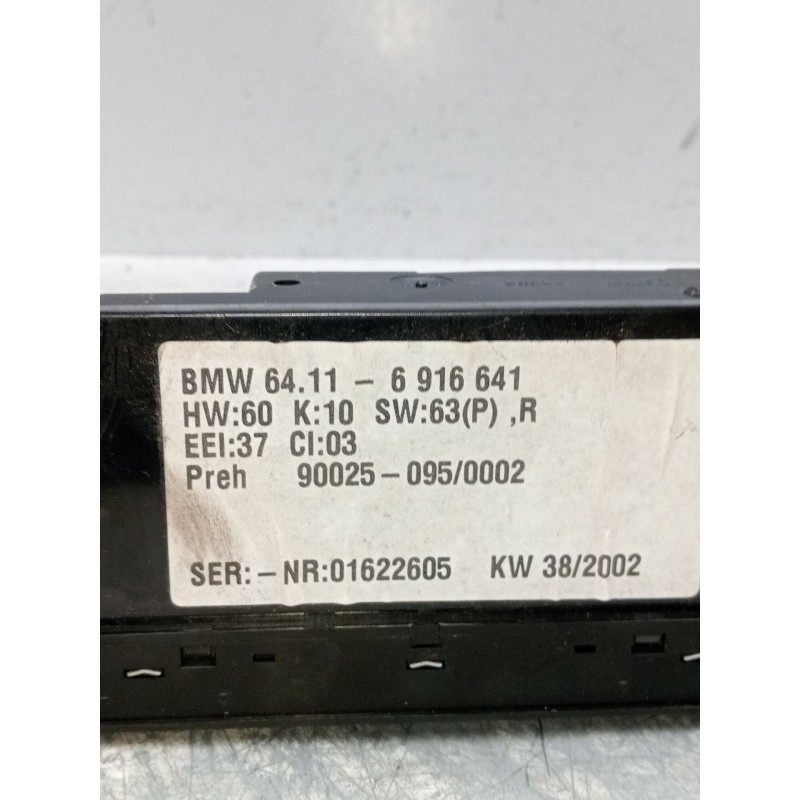 BMW 64.11 - 6 916 641
HW:60 K:10 SW:63(P) ,R
EEI:37 CI:03
Preh 90025-095/0002
SER:-NR:01622605 KW 38/2002